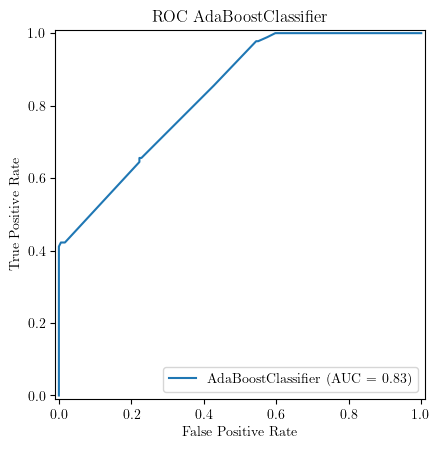 ROC AdaBoostClassifier
1.0
0.8
0.6
0.4
0.2
0.0
True Positive Rate
AdaBoostClassifier (AUC = 0.83)
0.0 0.2 0.4 0.6 0.8 1.0
False Positive Rate